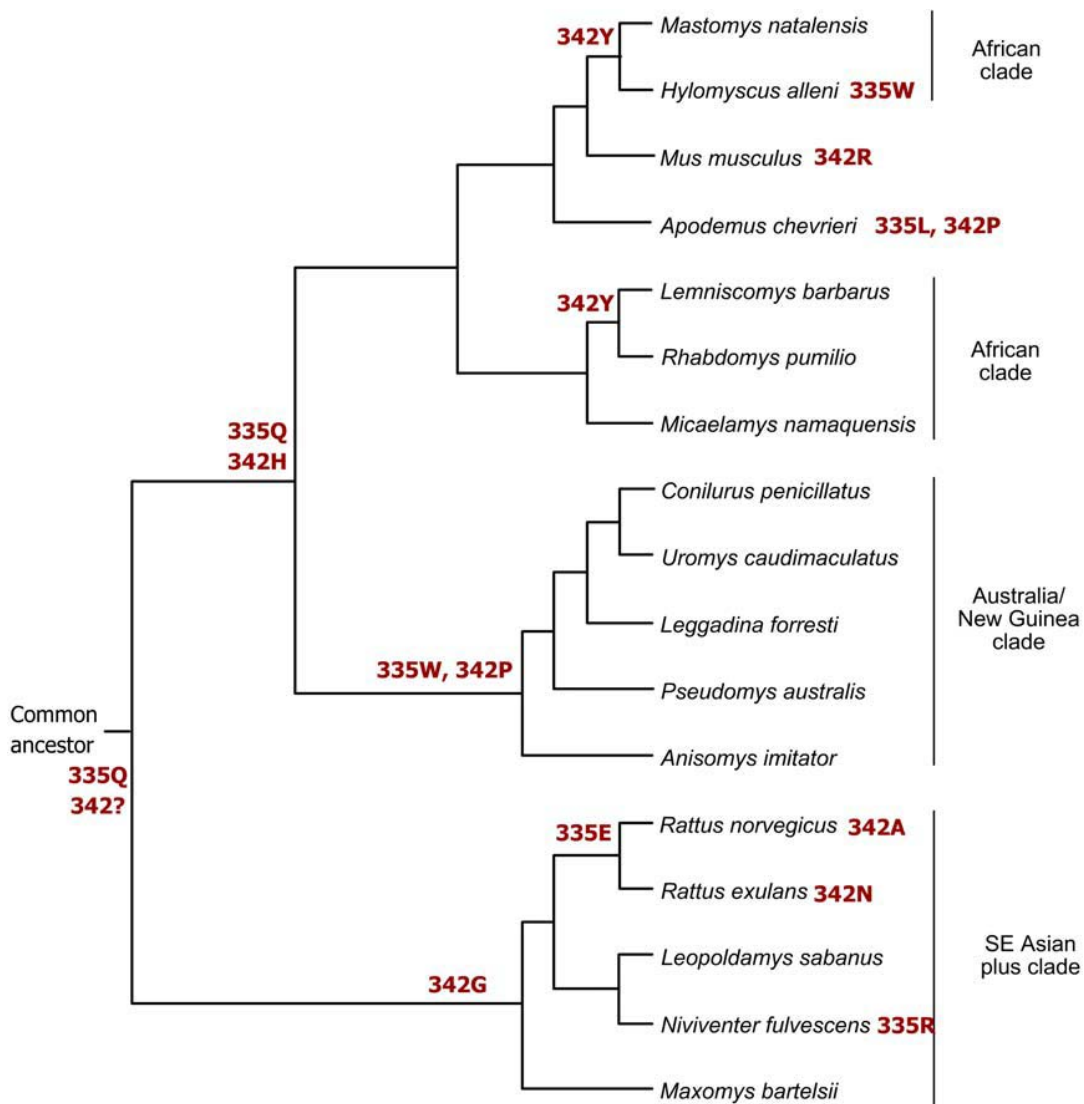 342Y
Mastomys natalensis
Hylomyscus alleni 335W
African
clade
Mus musculus 342R
Apodemus chevrieri 335L, 342P
342Y
Lemniscomys barbarus
Rhabdomys pumilio
Micaelamys namaquensis
African
clade
335Q
342H
Conilurus penicillatus
Uromys caudimaculatus
Leggadina forresti
Pseudomys australis
Anisomys imitator
Australia/
New Guinea
clade
335W, 342P
Common
ancestor
335Q
342?
335E
Rattus norvegicus 342A
Rattus exulans 342N
Leopoldamys sabanus
Niviventer fulvescens 335R
Maxomys bartelsii
342G
SE Asian
plus clade